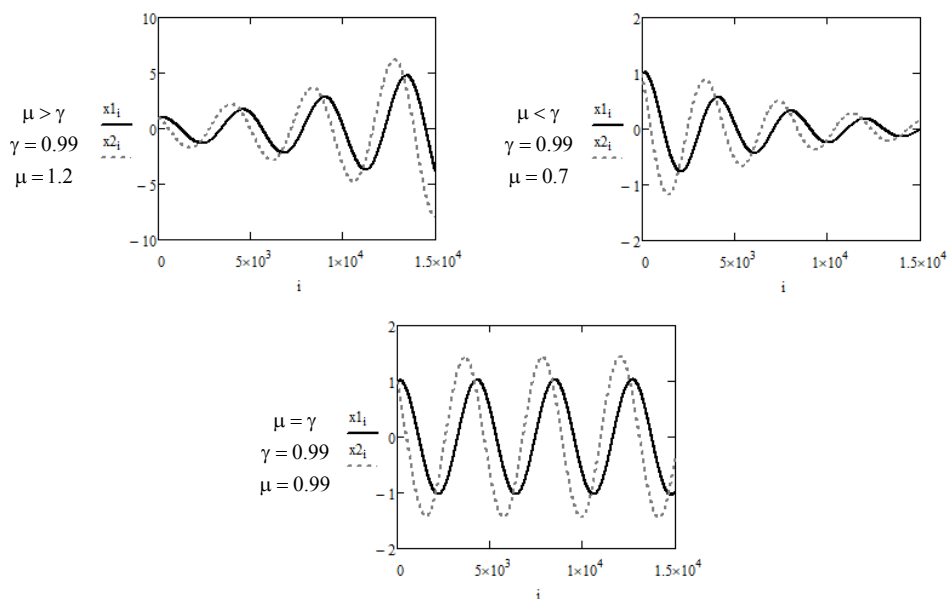 10
5
0
−5
−10
μ > γ
γ = 0.99
μ = 1.2
x1i
x2i
0
5×10³
1×10⁴
1.5×10⁴
i
2
1
0
−1
−2
μ < γ
γ = 0.99
μ = 0.7
x1i
x2i
0
5×10³
1×10⁴
1.5×10⁴
i
2
1
0
−1
−2
μ = γ
γ = 0.99
μ = 0.99
x1i
x2i
0
5×10³
1×10⁴
1.5×10⁴
i